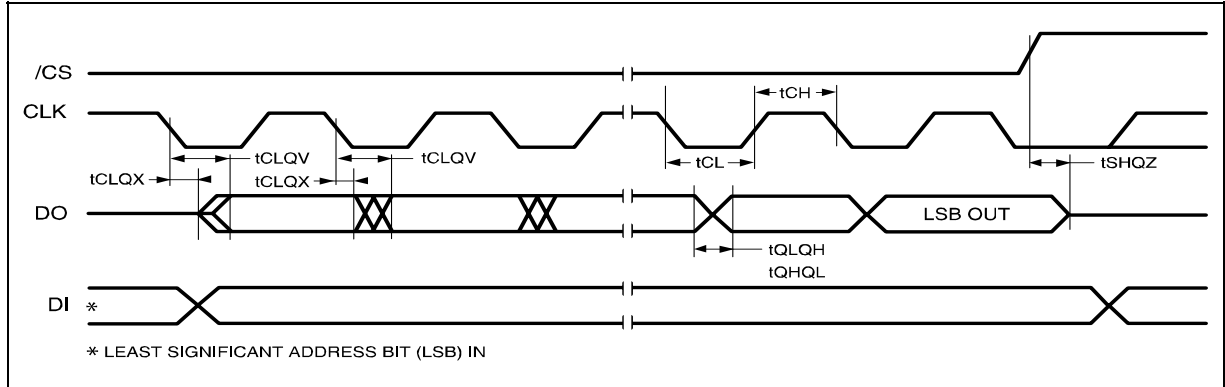 /CS
CLK
tCH
tCLQV
tCLQV
tCL
tSHQZ
tCLQX
tCLQX
DO
LSB OUT
tQLQH
tQHQL
DI *
* LEAST SIGNIFICANT ADDRESS BIT (LSB) IN